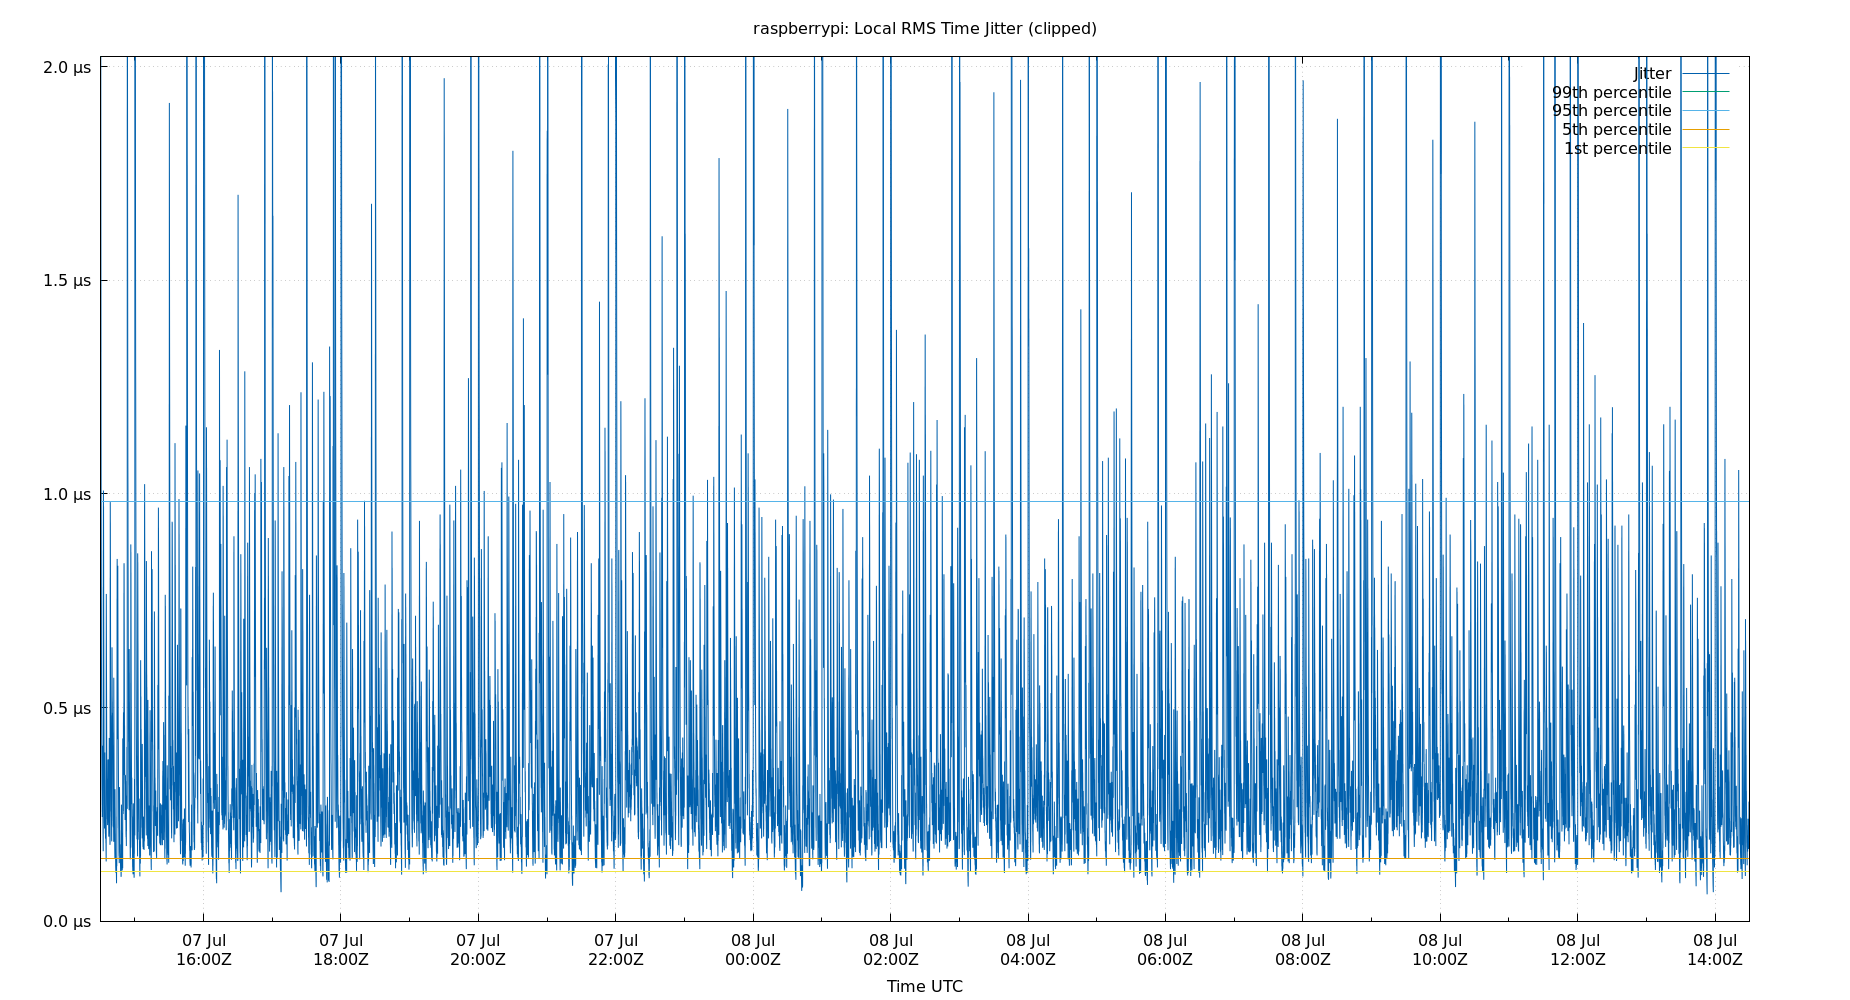 raspberrypi: Local RMS Time Jitter (clipped)
2.0 µs
1.5 µs
1.0 µs
0.5 µs
0.0 µs
Jitter
99th percentile
95th percentile
5th percentile
1st percentile
07 Jul 07 Jul 07 Jul 07 Jul 08 Jul 08 Jul 08 Jul 08 Jul 08 Jul 08 Jul 08 Jul 08 Jul
16:00Z 18:00Z 20:00Z 22:00Z 00:00Z 02:00Z 04:00Z 06:00Z 08:00Z 10:00Z 12:00Z 14:00Z
Time UTC